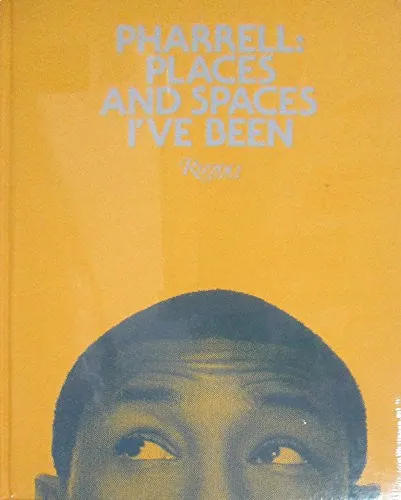 PHARRELL:
PLACES
AND SPACES
I'VE BEEN
Rizzoli